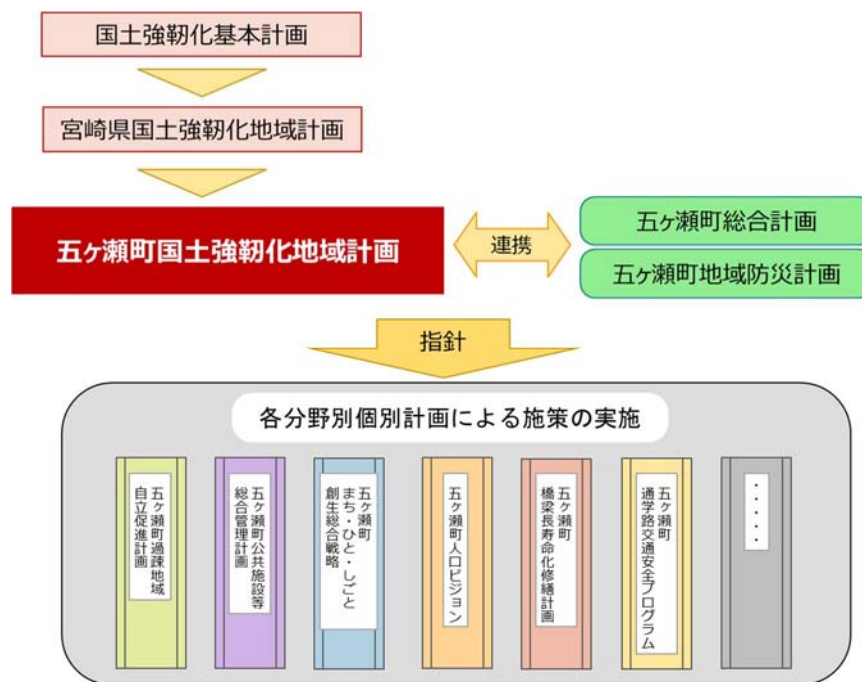 国土強靭化基本計画
宮崎県国土強靭化地域計画
五ヶ瀬町国土強靭化地域計画
連携
五ヶ瀬町総合計画
五ヶ瀬町地域防災計画
指針
各分野別個別計画による施策の実施
五ヶ瀬町過疎地域
自立促進計画
五ヶ瀬町公共施設等
総合管理計画
五ヶ瀬町
まち・ひと・しごと
創生総合戦略
五ヶ瀬町人口ビジョン
五ヶ瀬町
橋梁長寿命化修繕計画
五ヶ瀬町
通学路交通安全プログラム
・・・・・